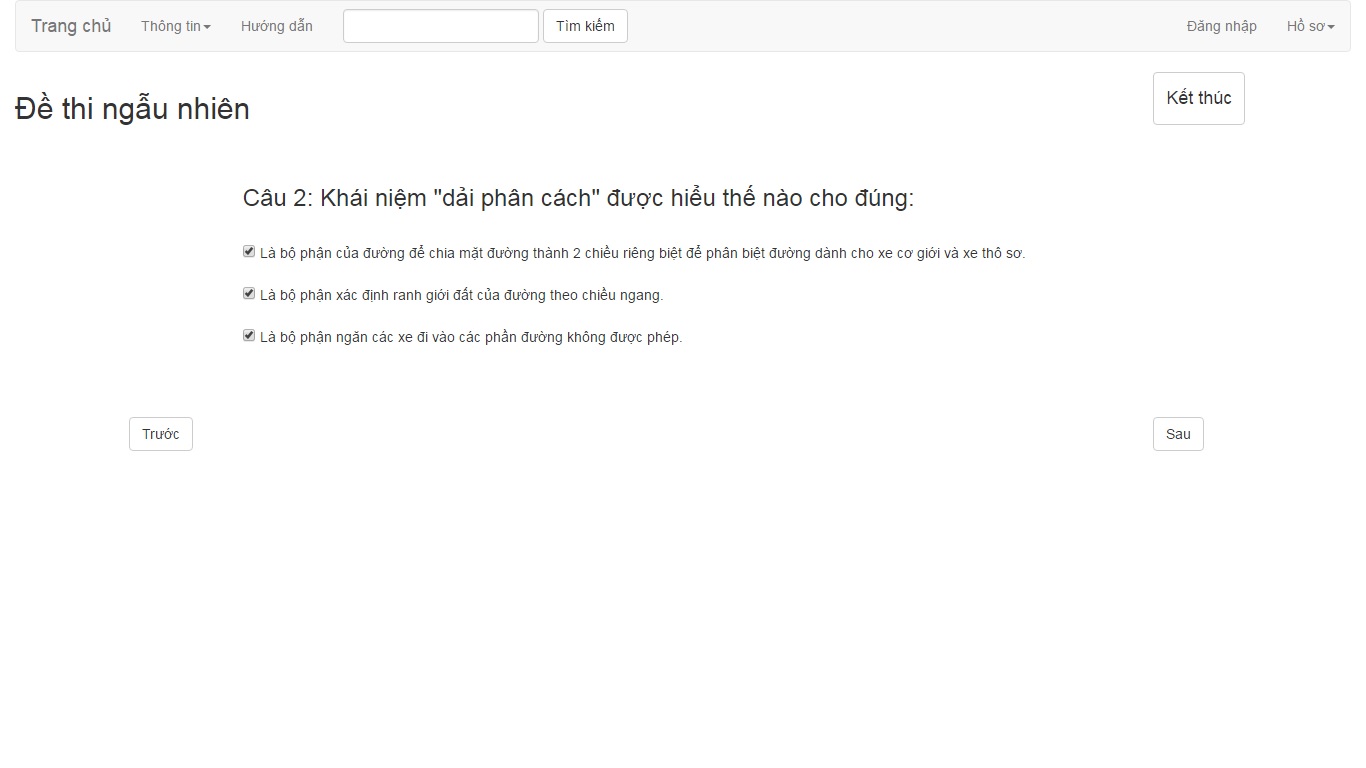 Trang chủ Thông tin Hướng dẫn Tìm kiếm Đăng nhập Hồ sơ
Đề thi ngẫu nhiên
Kết thúc
Câu 2: Khái niệm "dải phân cách" được hiểu thế nào cho đúng:
Là bộ phận của đường để chia mặt đường thành 2 chiều riêng biệt để phân biệt đường dành cho xe cơ giới và xe thô sơ.
Là bộ phận xác định ranh giới đất của đường theo chiều ngang.
Là bộ phận ngăn các xe đi vào các phần đường không được phép.
Trước Sau